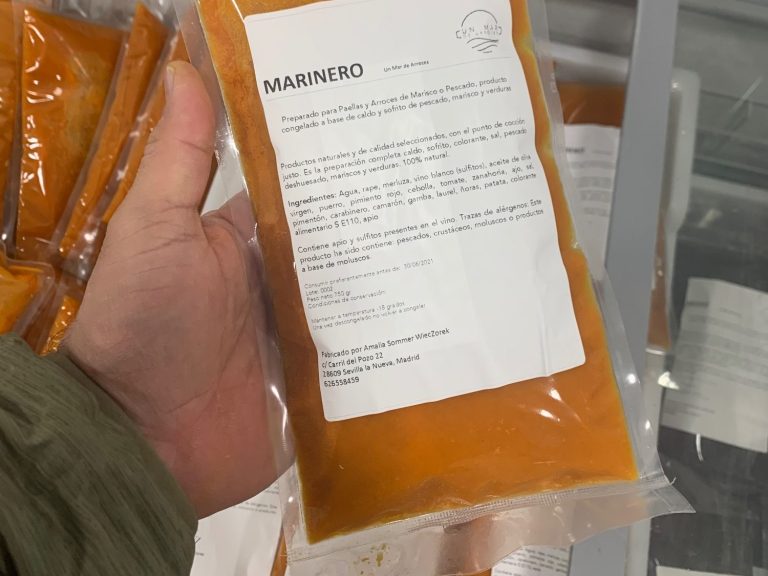 MARINERO
Un Mar de Arroces
Preparado para Paellas y Arroces de Marisco o Pescado, producto
congelado a base de caldo y sofrito de pescado, marisco y verduras
Productos naturales y de calidad seleccionados, con el punto de cocción
justo. Es la preparación completa caldo, sofrito, colorante, sal, pescado
deshuesado, mariscos y verduras. 100% natural.
Ingredientes: Agua, rape, merluza, vino blanco (sulfitos), aceite de oliva
virgen, puerro, pimiento rojo, cebolla, tomate, zanahoria, ajo, sal,
pimentón, carabinero, camarón, gamba, laurel, ñoras, patata, colorante
alimentario S E110, apio
Contiene apio y sulfitos presentes en el vino. Trazas de alérgenos: Este
producto ha sido contiene pescados, crustáceos, moluscos o productos
a base de moluscos.
Consumir preferentemente antes de: 10/06/2021
Lote: 0002
Peso neto 750 gr
Condiciones de conservación:
Mantener a temperatura -18 grados
Una vez descongelado no volver a congelar
Fabricado por Amalia Sommer WiecZorek
c/ Carril del Pozo 22
28609 Sevilla la Nueva, Madrid
626558459